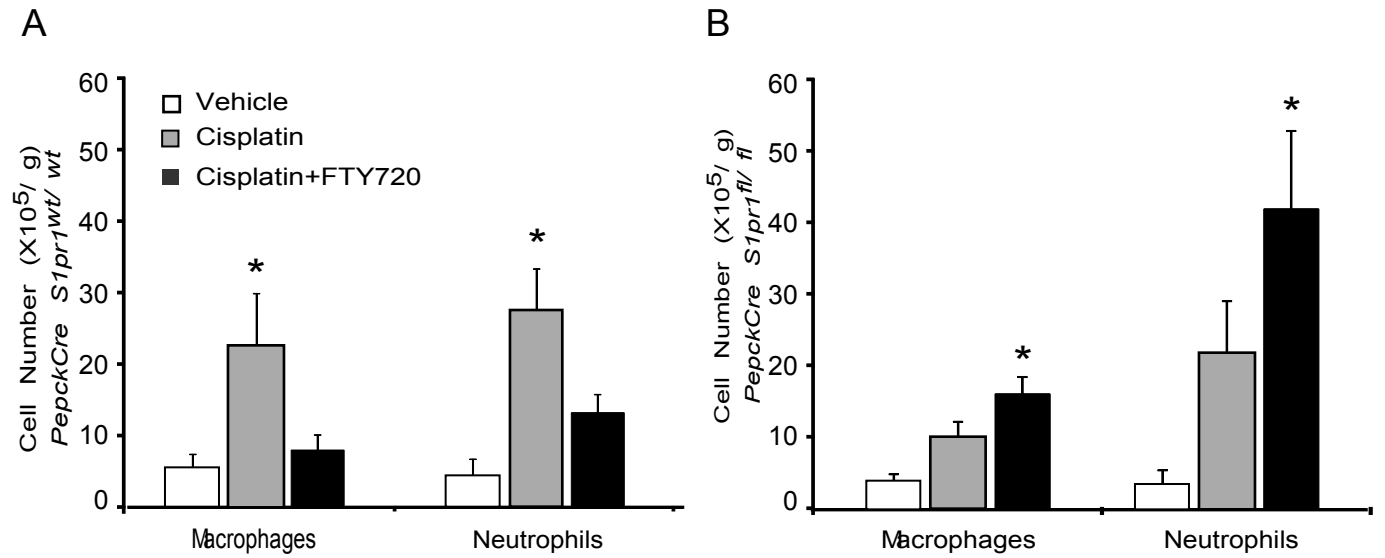 A
Cell Number (X10⁵/ g)
PepckCre S1pr1wt/ wt
60
50
40
30
20
10
0
Vehicle
Cisplatin
Cisplatin+FTY720
*
*
Macrophages
Neutrophils
B
Cell Number (X10⁵/ g)
PepckCre S1pr1fl/ fl
60
50
40
30
20
10
0
*
*
Macrophages
Neutrophils